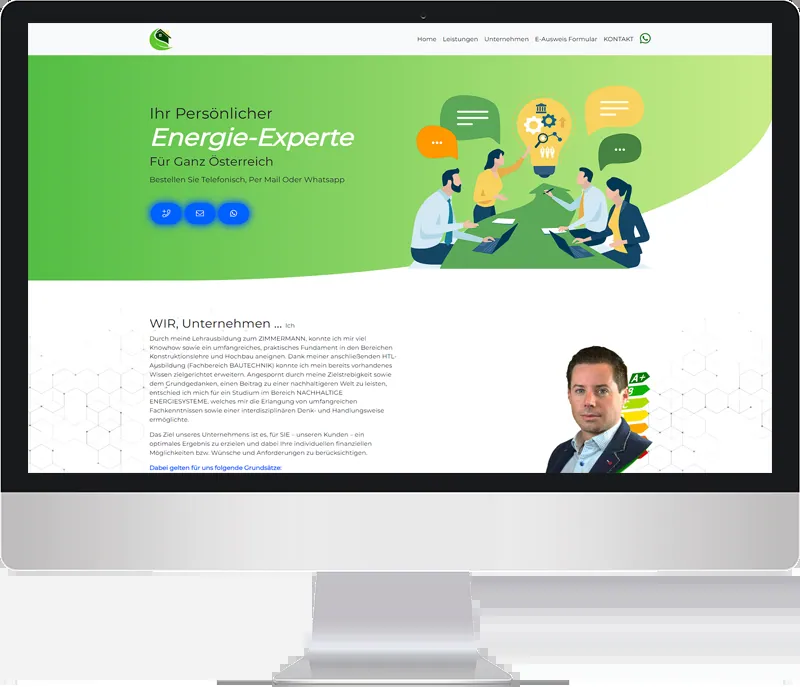 Home Leistungen Unternehmen E-Ausweis Formular KONTAKT
Ihr Persönlicher
Energie-Experte
Für Ganz Österreich
Bestellen Sie Telefonisch, Per Mail Oder Whatsapp
WIR, Unternehmen ... Ich
Durch meine Lehrausbildung zum ZIMMERMANN, konnte ich mir viel
Knowhow sowie ein umfangreiches, praktisches Fundament in den Bereichen
Konstruktionslehre und Hochbau aneignen. Dank meiner anschließenden HTL-
Ausbildung (Fachbereich BAUTECHNIK) konnte ich mein bereits vorhandenes
Wissen zielgerichtet erweitern. Angespornt durch meine Zielstrebigkeit sowie
dem Grundgedanken, einen Beitrag zu einer nachhaltigeren Welt zu leisten,
entschied ich mich für ein Studium im Bereich NACHHALTIGE
ENERGIESYSTEME, welches mir die Erlangung von umfangreichen
Fachkenntnissen sowie einer interdisziplinären Denk- und Handlungsweise
ermöglichte.
Das Ziel unseres Unternehmens ist es, für SIE – unseren Kunden – ein
optimales Ergebnis zu erzielen und dabei Ihre individuellen finanziellen
Möglichkeiten bzw. Wünsche und Anforderungen zu berücksichtigen.
Dabei gelten für uns folgende Grundsätze:
A+